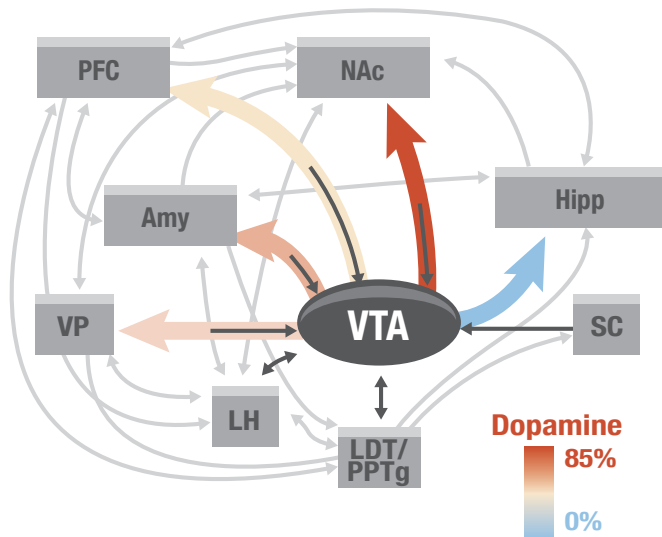 PFC
NAc
Hipp
Amy
VP
VTA
SC
LH
LDT/
PPTg
Dopamine
85%
0%